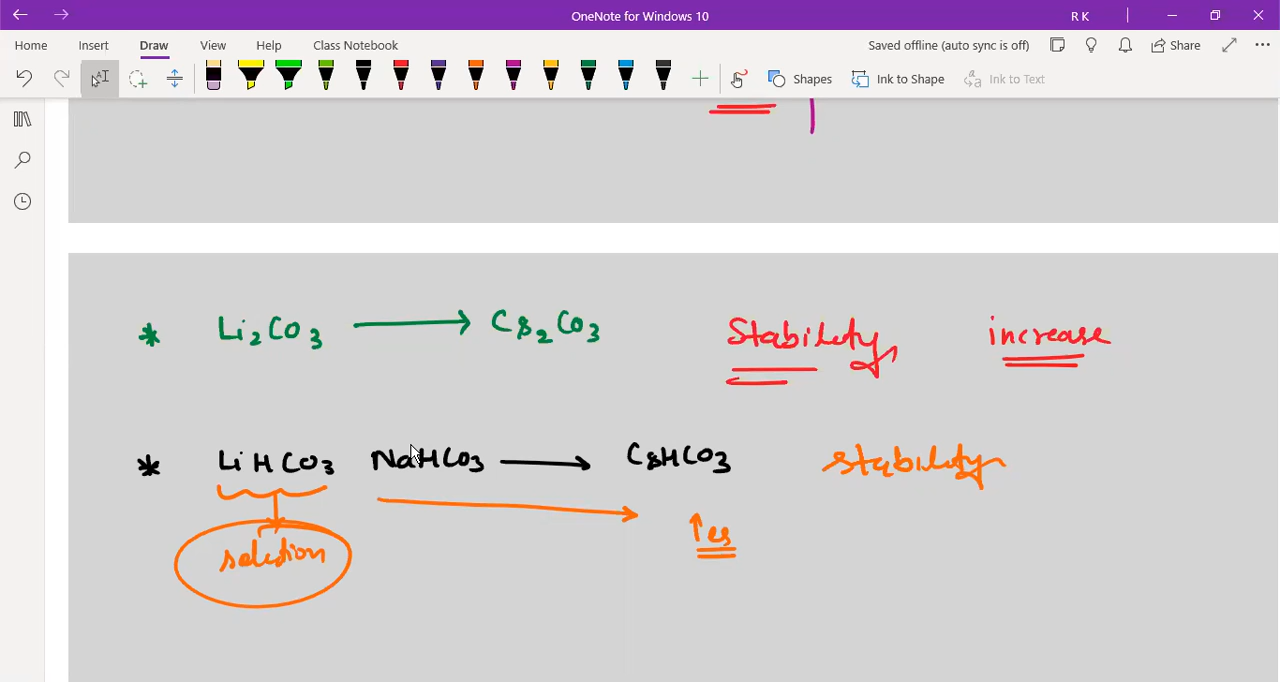 OneNote for Windows 10
R K
Home Insert Draw View Help Class Notebook
Saved offline (auto sync is off) Share
Shapes Ink to Shape Ink to Text
* Li₂CO₃ → Cs₂CO₃ Stability increase
* LiHCO₃ NaHCO₃ → CsHCO₃ stability
solution ↑es